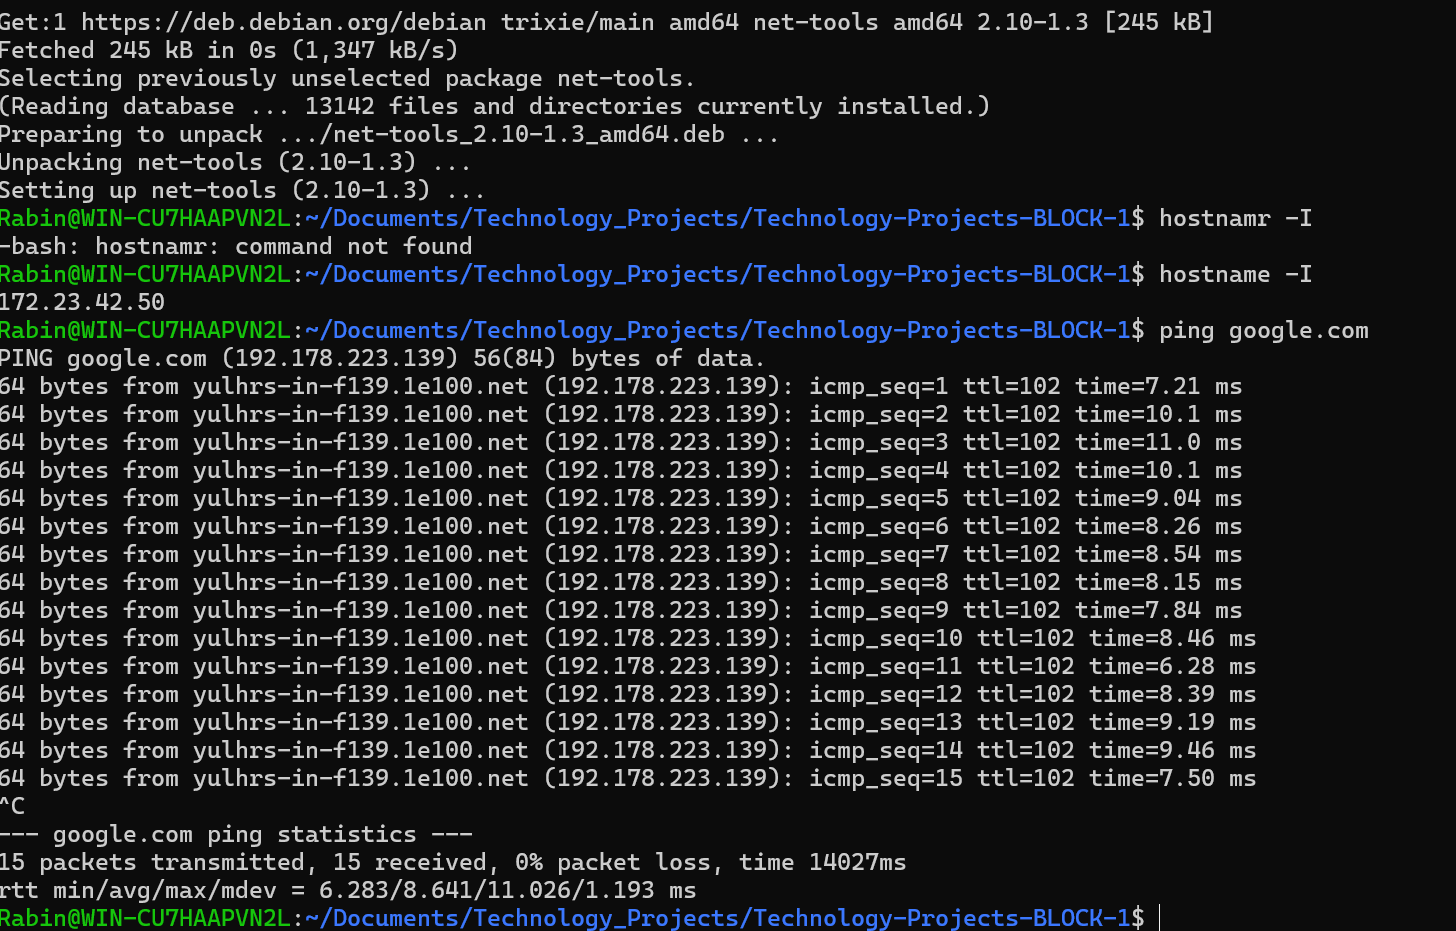 Get:1 https://deb.debian.org/debian trixie/main amd64 net-tools amd64 2.10-1.3 [245 kB]
Fetched 245 kB in 0s (1,347 kB/s)
Selecting previously unselected package net-tools.
(Reading database ... 13142 files and directories currently installed.)
Preparing to unpack .../net-tools_2.10-1.3_amd64.deb ...
Unpacking net-tools (2.10-1.3) ...
Setting up net-tools (2.10-1.3) ...
Rabin@WIN-CU7HAAPVN2L:~/Documents/Technology_Projects/Technology-Projects-BLOCK-1$ hostnamr -I
-bash: hostnamr: command not found
Rabin@WIN-CU7HAAPVN2L:~/Documents/Technology_Projects/Technology-Projects-BLOCK-1$ hostname -I
172.23.42.50
Rabin@WIN-CU7HAAPVN2L:~/Documents/Technology_Projects/Technology-Projects-BLOCK-1$ ping google.com
PING google.com (192.178.223.139) 56(84) bytes of data.
64 bytes from yulhrs-in-f139.1e100.net (192.178.223.139): icmp_seq=1 ttl=102 time=7.21 ms
64 bytes from yulhrs-in-f139.1e100.net (192.178.223.139): icmp_seq=2 ttl=102 time=10.1 ms
64 bytes from yulhrs-in-f139.1e100.net (192.178.223.139): icmp_seq=3 ttl=102 time=11.0 ms
64 bytes from yulhrs-in-f139.1e100.net (192.178.223.139): icmp_seq=4 ttl=102 time=10.1 ms
64 bytes from yulhrs-in-f139.1e100.net (192.178.223.139): icmp_seq=5 ttl=102 time=9.04 ms
64 bytes from yulhrs-in-f139.1e100.net (192.178.223.139): icmp_seq=6 ttl=102 time=8.26 ms
64 bytes from yulhrs-in-f139.1e100.net (192.178.223.139): icmp_seq=7 ttl=102 time=8.54 ms
64 bytes from yulhrs-in-f139.1e100.net (192.178.223.139): icmp_seq=8 ttl=102 time=8.15 ms
64 bytes from yulhrs-in-f139.1e100.net (192.178.223.139): icmp_seq=9 ttl=102 time=7.84 ms
64 bytes from yulhrs-in-f139.1e100.net (192.178.223.139): icmp_seq=10 ttl=102 time=8.46 ms
64 bytes from yulhrs-in-f139.1e100.net (192.178.223.139): icmp_seq=11 ttl=102 time=6.28 ms
64 bytes from yulhrs-in-f139.1e100.net (192.178.223.139): icmp_seq=12 ttl=102 time=8.39 ms
64 bytes from yulhrs-in-f139.1e100.net (192.178.223.139): icmp_seq=13 ttl=102 time=9.19 ms
64 bytes from yulhrs-in-f139.1e100.net (192.178.223.139): icmp_seq=14 ttl=102 time=9.46 ms
64 bytes from yulhrs-in-f139.1e100.net (192.178.223.139): icmp_seq=15 ttl=102 time=7.50 ms
^C
--- google.com ping statistics ---
15 packets transmitted, 15 received, 0% packet loss, time 14027ms
rtt min/avg/max/mdev = 6.283/8.641/11.026/1.193 ms
Rabin@WIN-CU7HAAPVN2L:~/Documents/Technology_Projects/Technology-Projects-BLOCK-1$